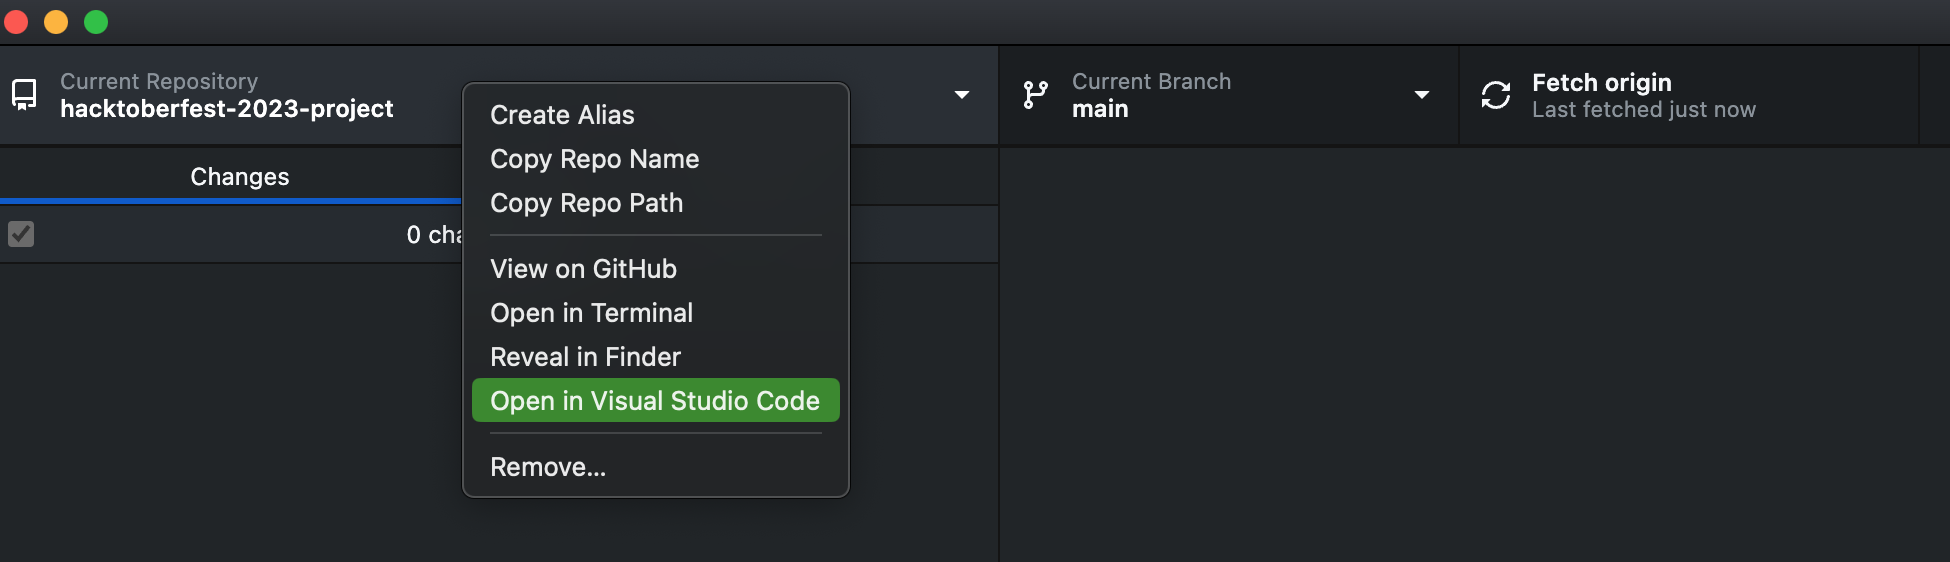 Current Repository
hacktoberfest-2023-project
Current Branch
main
Fetch origin
Last fetched just now
Changes
0
Create Alias
Copy Repo Name
Copy Repo Path
View on GitHub
Open in Terminal
Reveal in Finder
Open in Visual Studio Code
Remove...